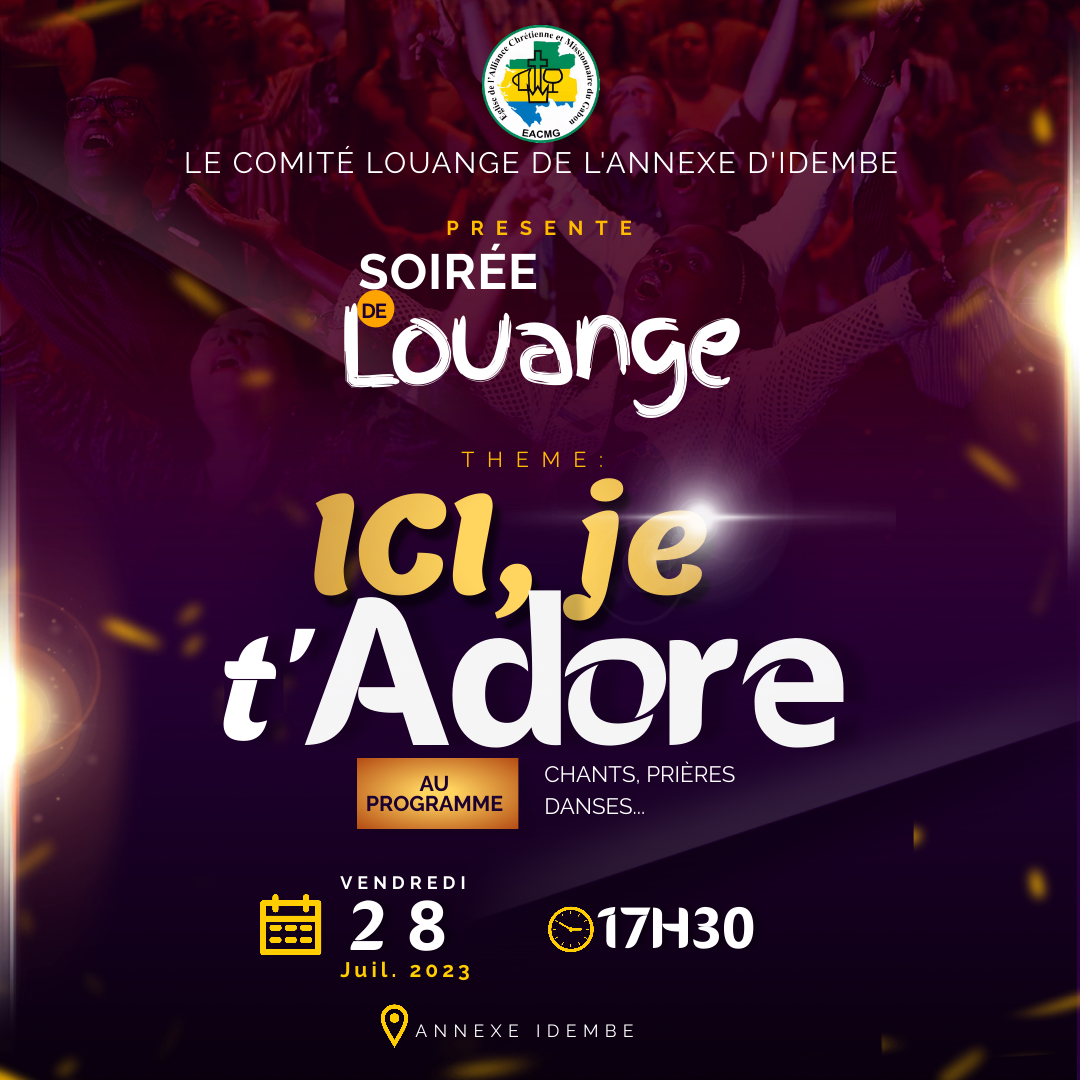 Eglise de l'Alliance Chrétienne et Missionnaire du Gabon
EACMG
LE COMITÉ LOUANGE DE L'ANNEXE D'IDEMBE
PRESENTE
SOIRÉE
DE
Louange
THEME:
ICI, je
t'Adore
AU
PROGRAMME
CHANTS, PRIÈRES
DANSES...
VENDREDI
28
Juil. 2023
17H30
ANNEXE IDEMBE